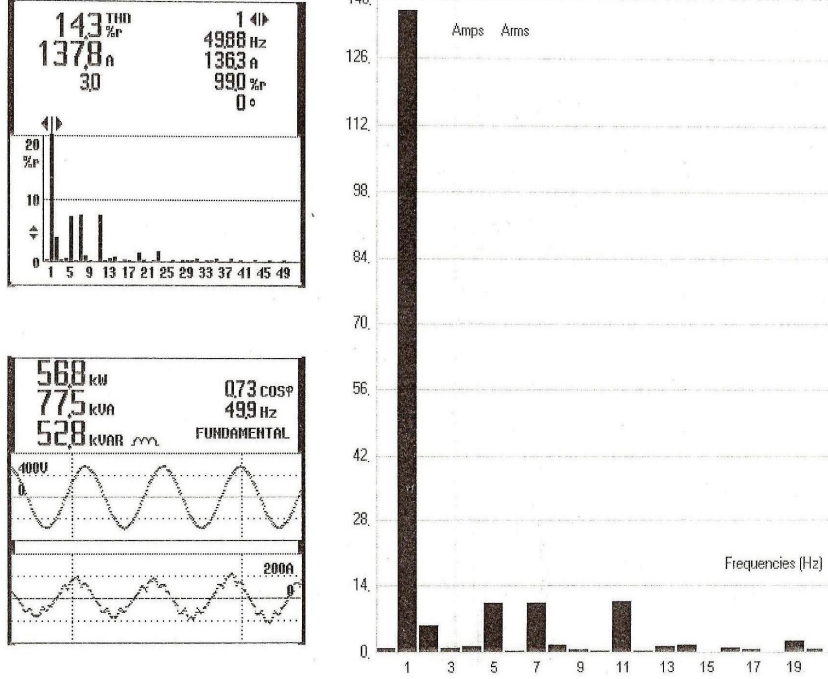 14,3 THD %r
137,8 A
3,0
1
49,88 Hz
136,3 A
99,0 %r
0°
20
%r
10
0
1 5 9 13 17 21 25 29 33 37 41 45 49
56,8 kW
77,5 kVA
52,8 kVAR
0,73 COSφ
49,9 Hz
FUNDAMENTAL
400V
0
200A
0
Amps Arms
126,
112,
98,
84,
70,
56,
42,
28,
14,
0,
Frequencies (Hz)
1 3 5 7 9 11 13 15 17 19